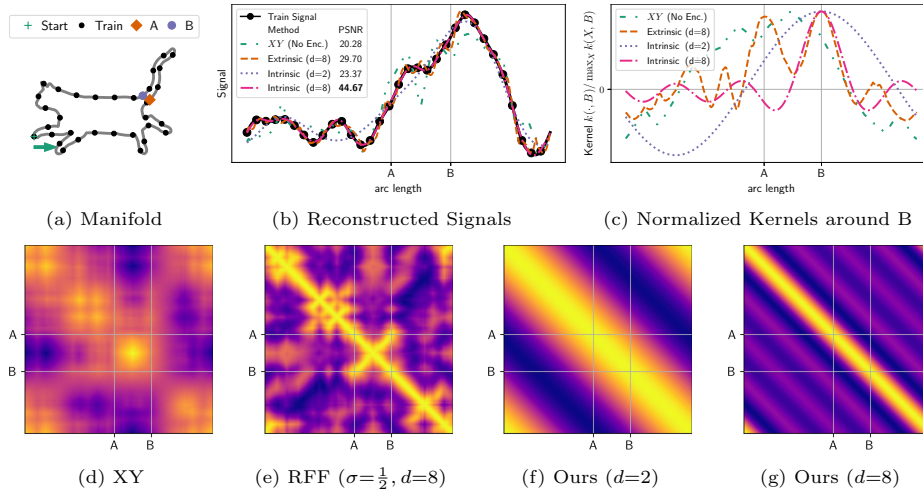 Start Train A B
Train Signal
Method PSNR
XY (No Enc.) 20.28
Extrinsic (d=8) 29.70
Intrinsic (d=2) 23.37
Intrinsic (d=8) 44.67
Signal
A B
arc length
XY (No Enc.)
Extrinsic (d=8)
Intrinsic (d=2)
Intrinsic (d=8)
Kernel k(·, B)/ max_X k(X, B)
0
A B
arc length
(a) Manifold
(b) Reconstructed Signals
(c) Normalized Kernels around B
A
B
A B
(d) XY
A
B
A B
(e) RFF (σ=1/2, d=8)
A
B
A B
(f) Ours (d=2)
A
B
A B
(g) Ours (d=8)